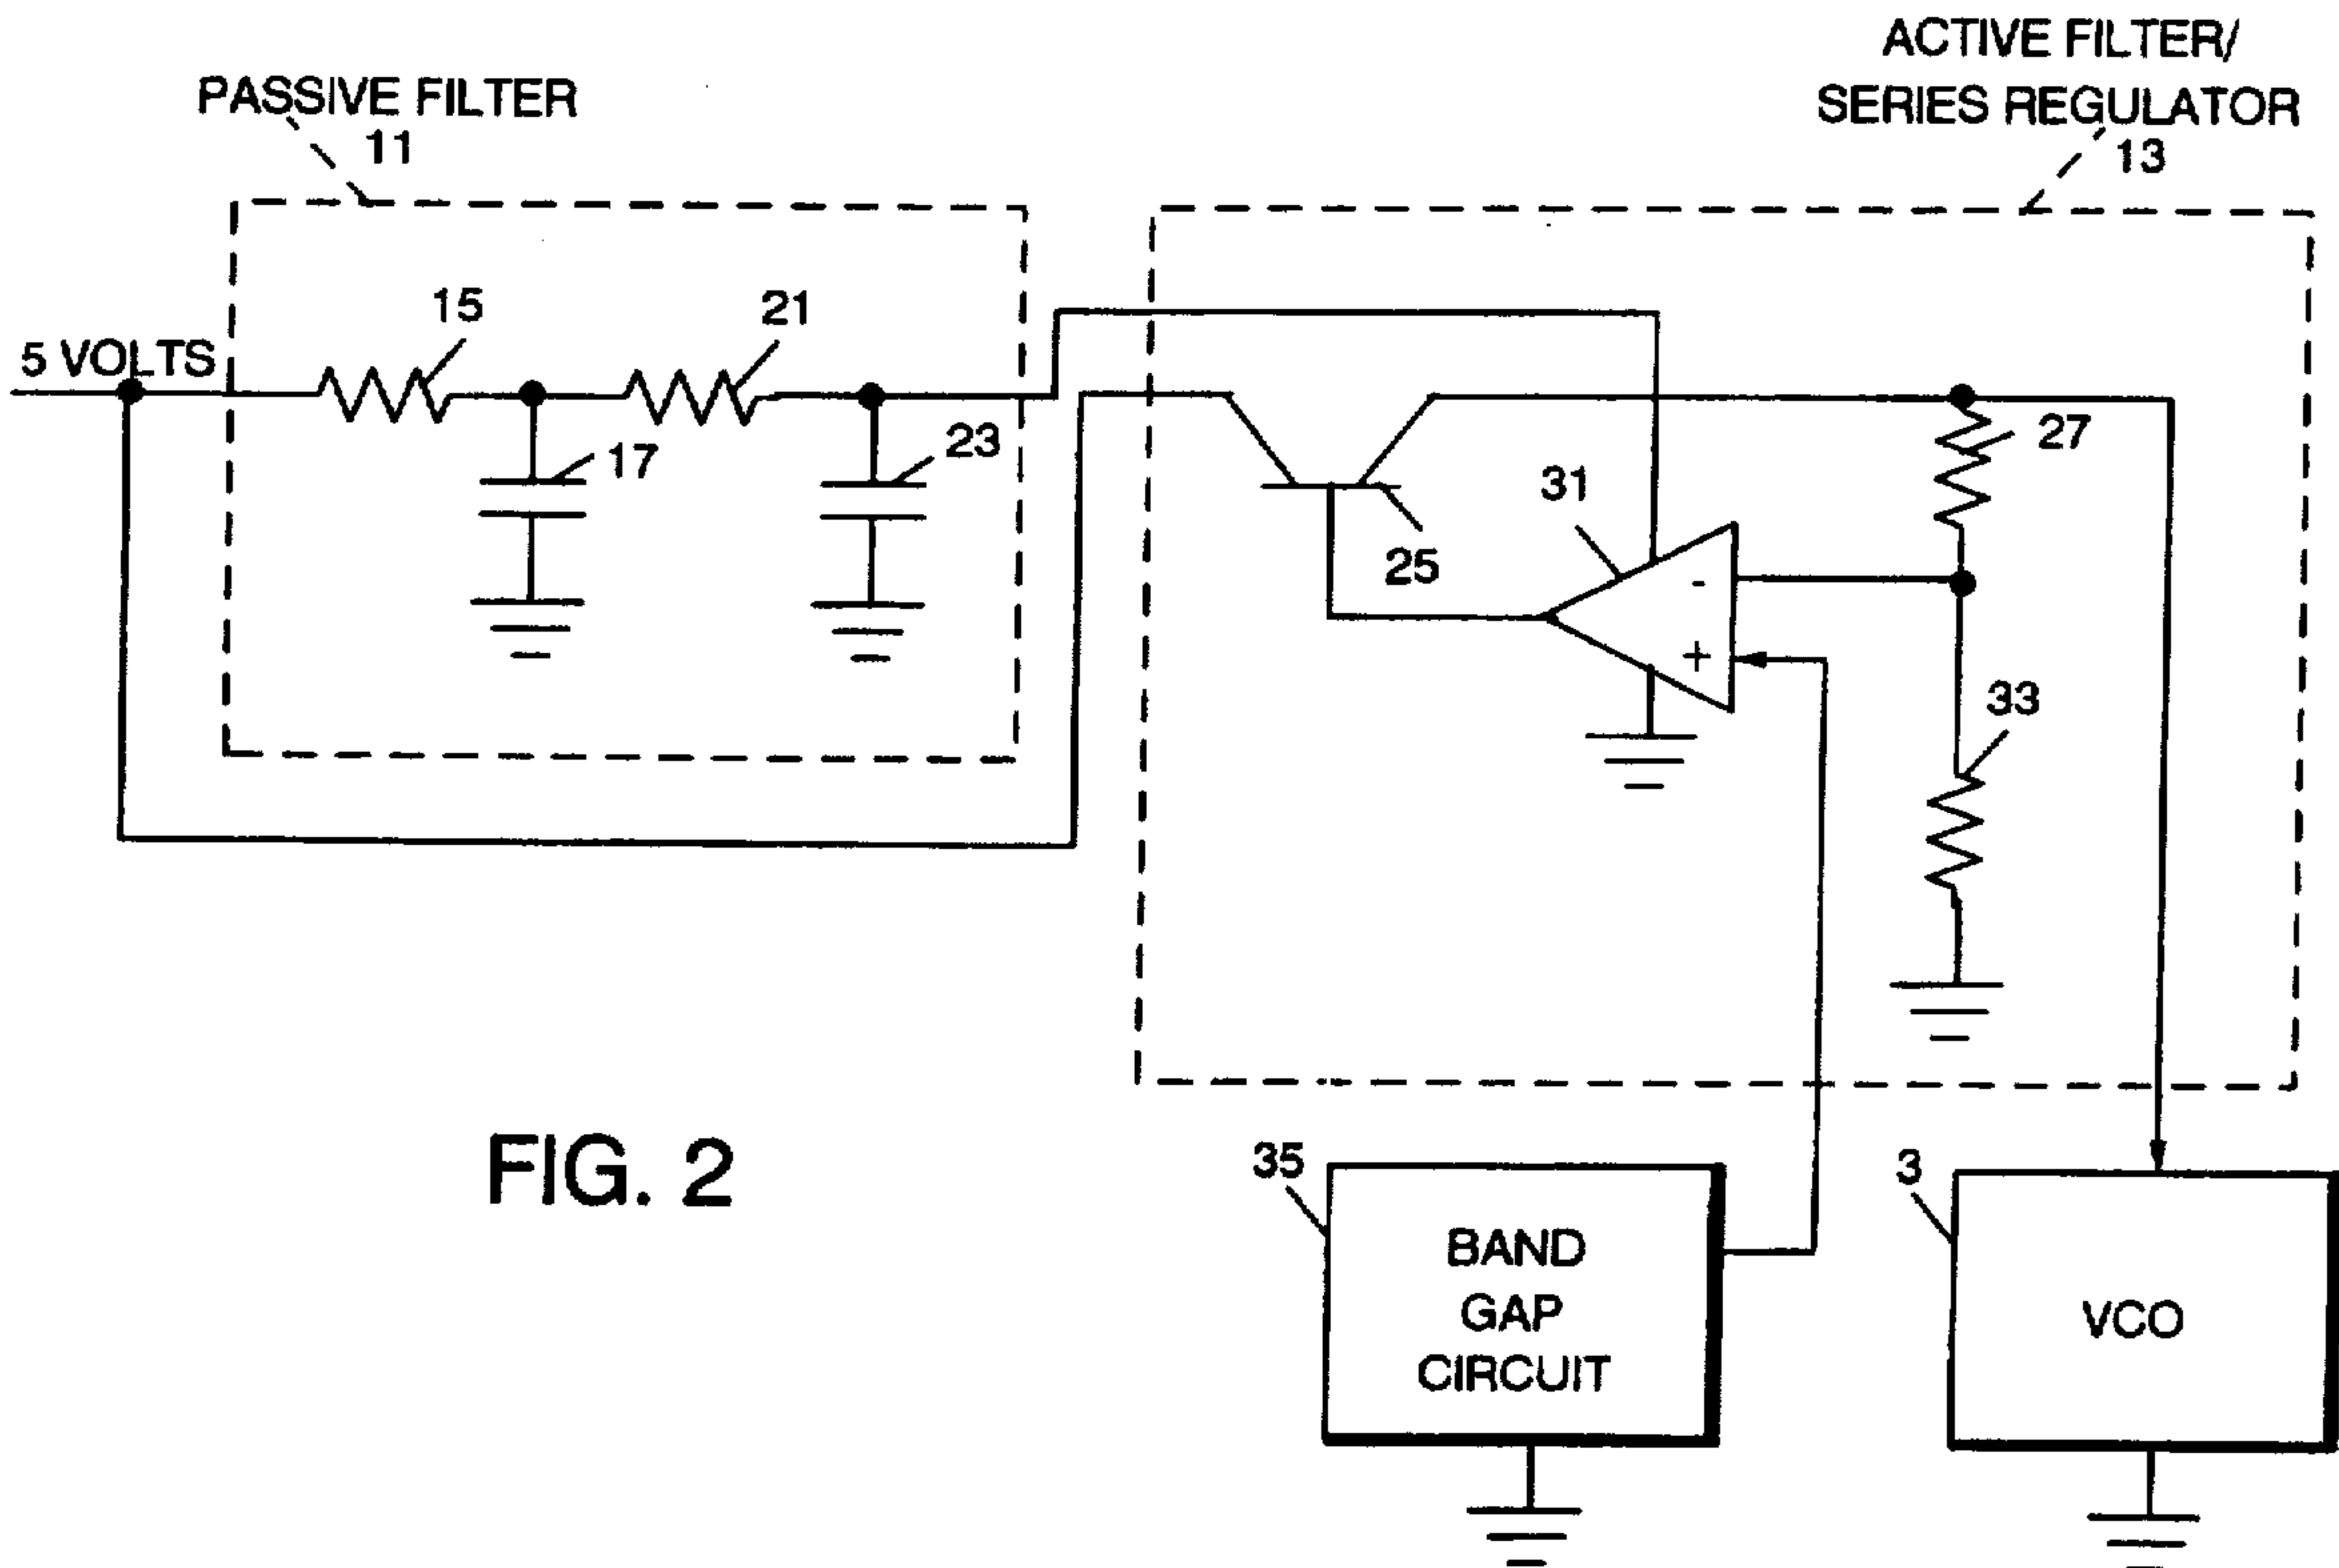 PASSIVE FILTER
11
ACTIVE FILTER/
SERIES REGULATOR
13
5 VOLTS
15
21
17
23
25
31
-
+
27
33
FIG. 2
35
BAND
GAP
CIRCUIT
3
VCO